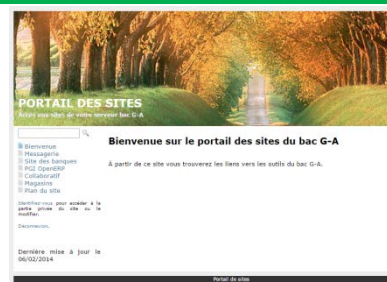 PORTAIL DES SITES
Accès aux sites de votre serveur bac G-A
Bienvenue
Messagerie
Site des banques
PGI OpenERP
Collaboratif
Magasins
Plan du site
Identifiez-vous pour accéder à la
partie privée du site ou le
modifier.
Déconnexion.
Dernière mise à jour le
06/02/2014
Bienvenue sur le portail des sites du bac G-A
À partir de ce site vous trouverez les liens vers les outils du bac G-A.
Portail de sites